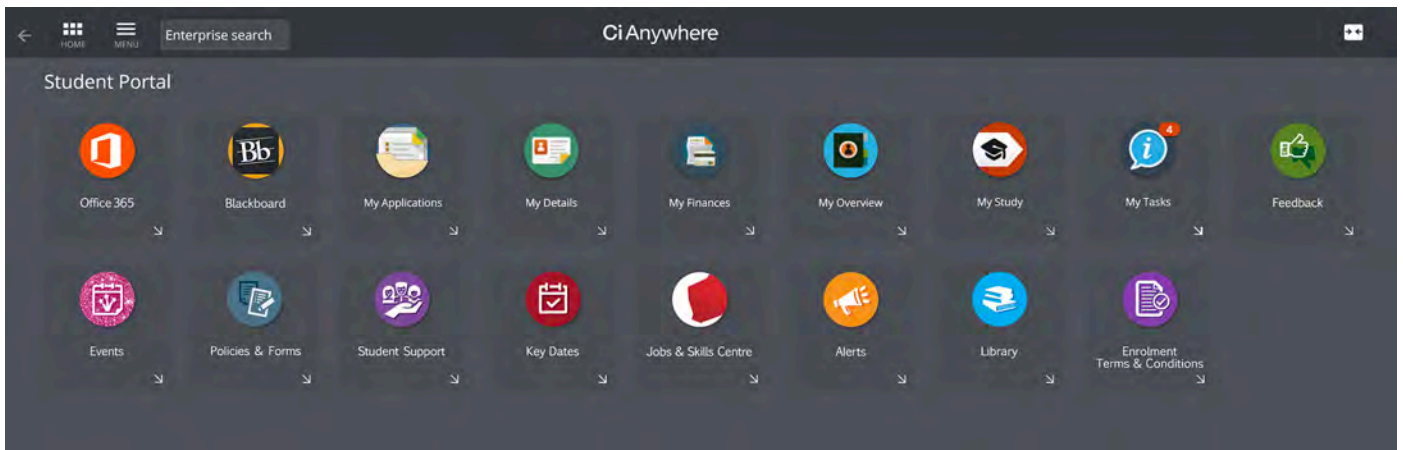 HOME
MENU
Enterprise search
Ci Anywhere
Student Portal
Bb
4
i
Office 365
Blackboard
My Applications
My Details
My Finances
My Overview
My Study
My Tasks
Feedback
Events
Policies & Forms
Student Support
Key Dates
Jobs & Skills Centre
Alerts
Library
Enrolment
Terms & Conditions